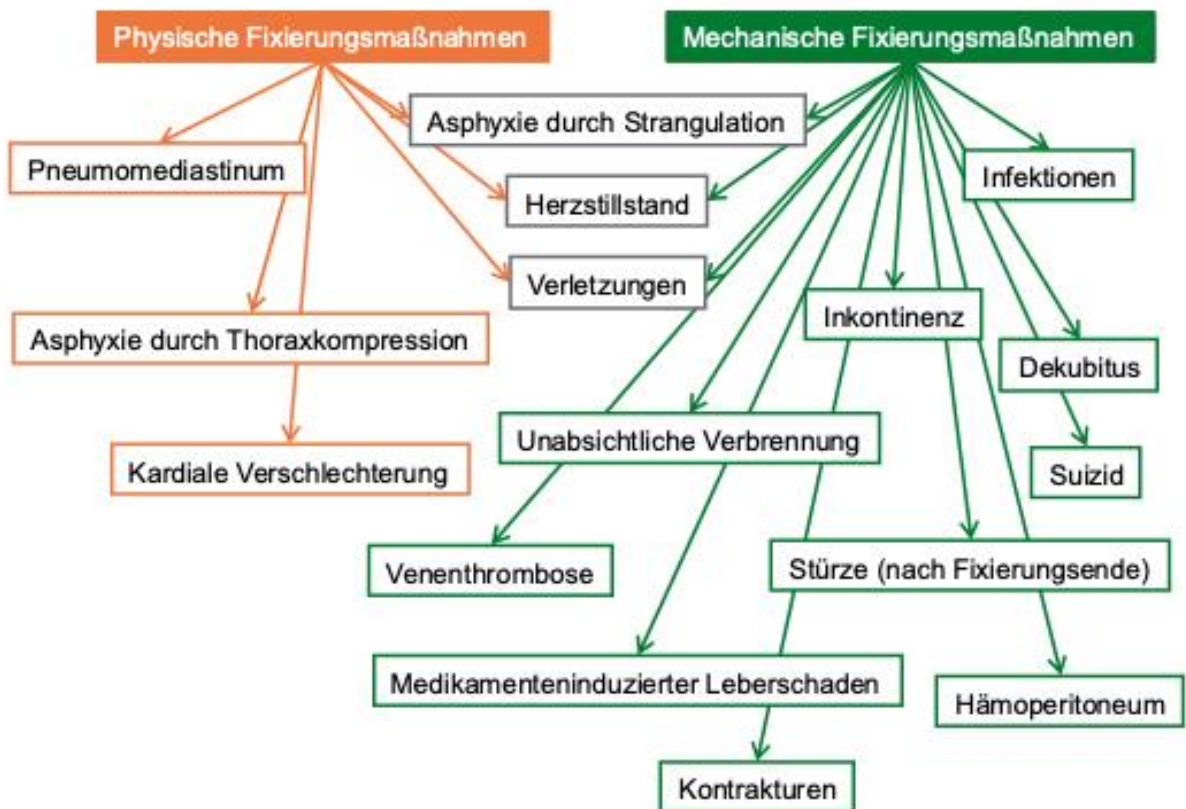 Physische Fixierungsmaßnahmen
Mechanische Fixierungsmaßnahmen
Asphyxie durch Strangulation
Pneumomediastinum
Infektionen
Herzstillstand
Verletzungen
Inkontinenz
Asphyxie durch Thoraxkompression
Dekubitus
Unabsichtliche Verbrennung
Kardiale Verschlechterung
Suizid
Venenthrombose
Stürze (nach Fixierungsende)
Medikamenteninduzierter Leberschaden
Hämoperitoneum
Kontrakturen